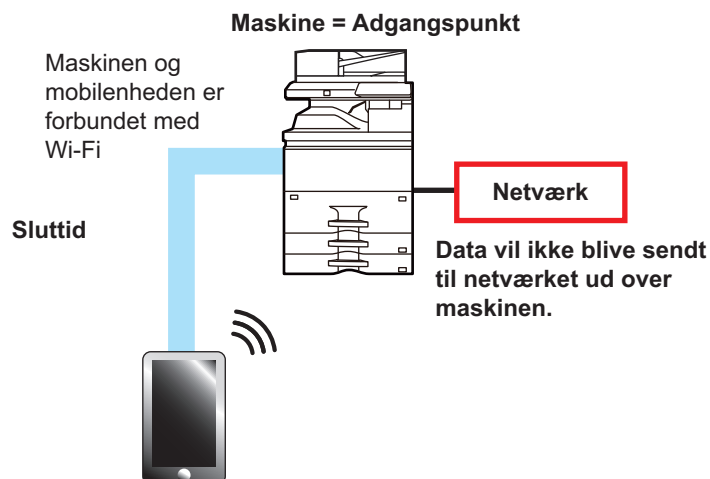 Maskine = Adgangspunkt
Maskinen og
mobilenheden er
forbundet med
Wi-Fi
Netværk
Sluttid
Data vil ikke blive sendt
til netværket ud over
maskinen.